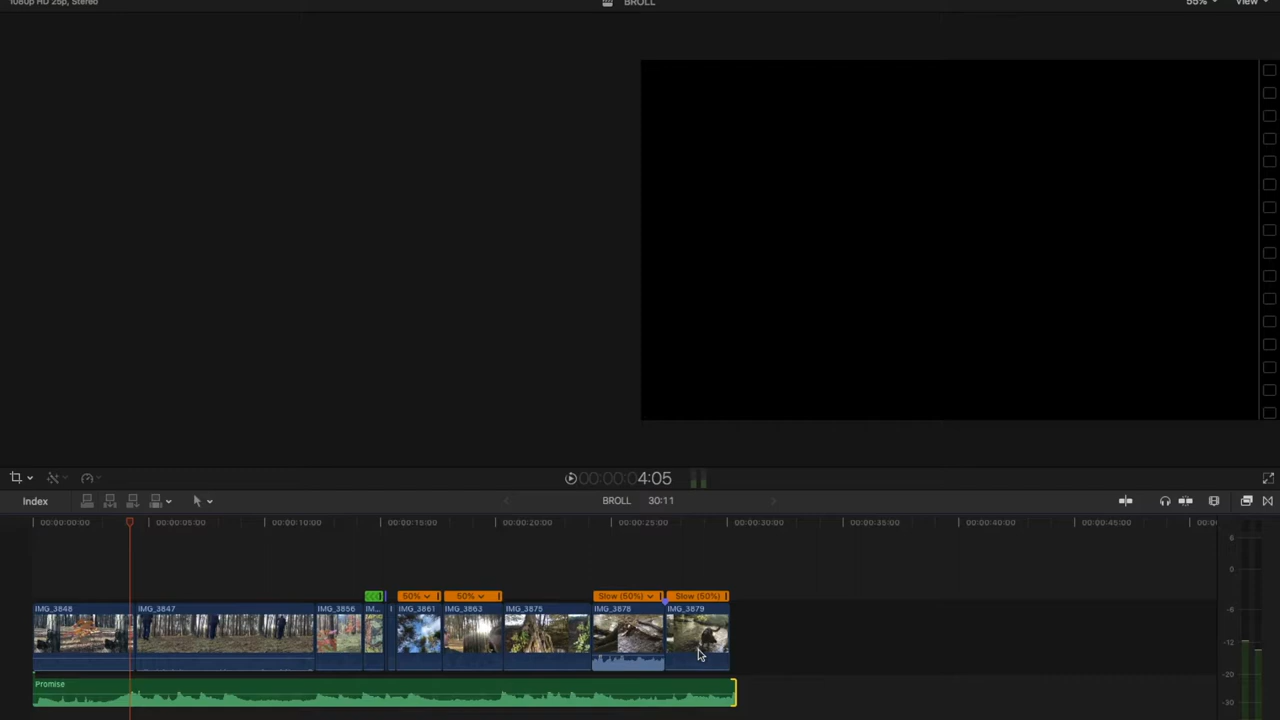 1080p HD 25p, Stereo
BROLL
55%
View
00:00:00:04:05
Index
BROLL
30:11
00:00:00:00
00:00:05:00
00:00:10:00
00:00:15:00
00:00:20:00
00:00:25:00
00:00:30:00
00:00:35:00
00:00:40:00
00:00:45:00
00:0
6
0
-6
-12
-20
-30
50%
50%
Slow (50%)
Slow (50%)
IMG_3848
IMG_3847
IMG_3856
IM...
I
IMG_3861
IMG_3863
IMG_3875
IMG_3878
IMG_3879
Promise